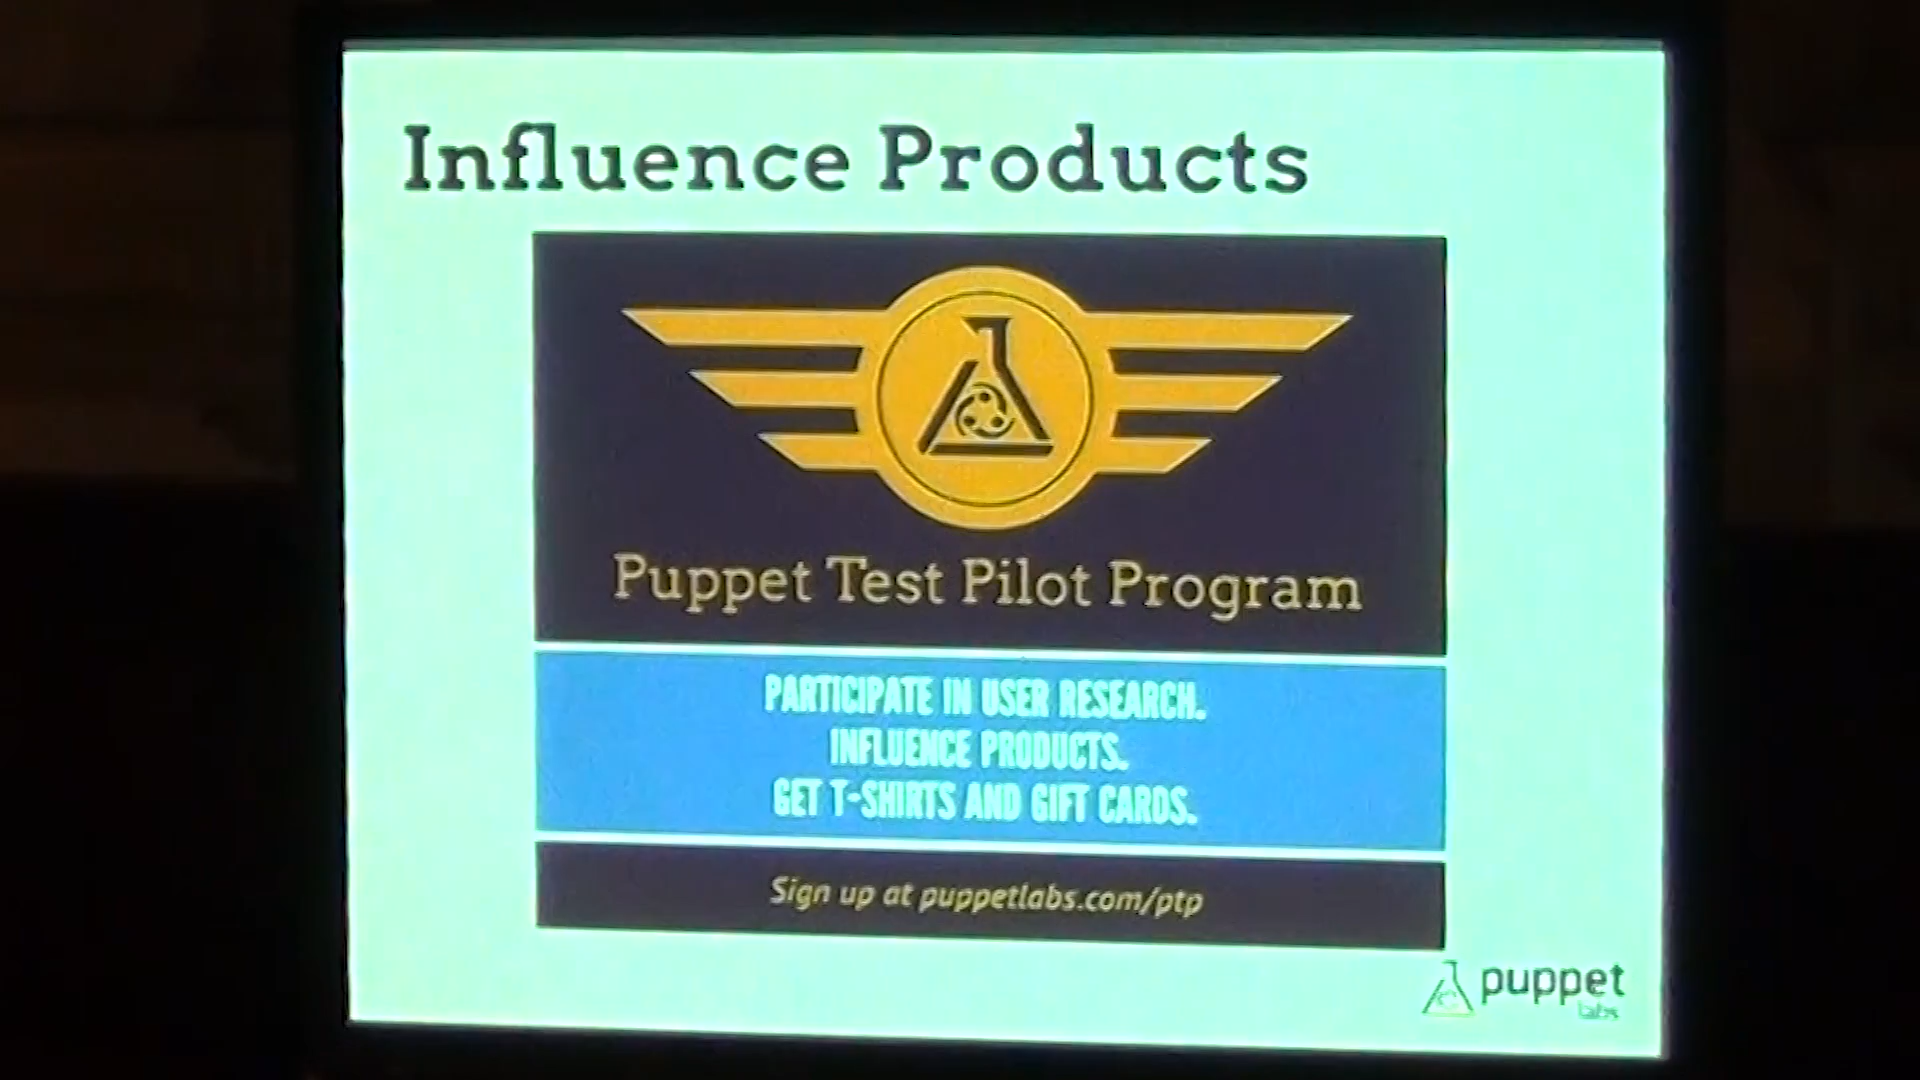 Influence Products
Puppet Test Pilot Program
PARTICIPATE IN USER RESEARCH.
INFLUENCE PRODUCTS.
GET T-SHIRTS AND GIFT CARDS.
Sign up at puppetlabs.com/ptp
puppet
labs